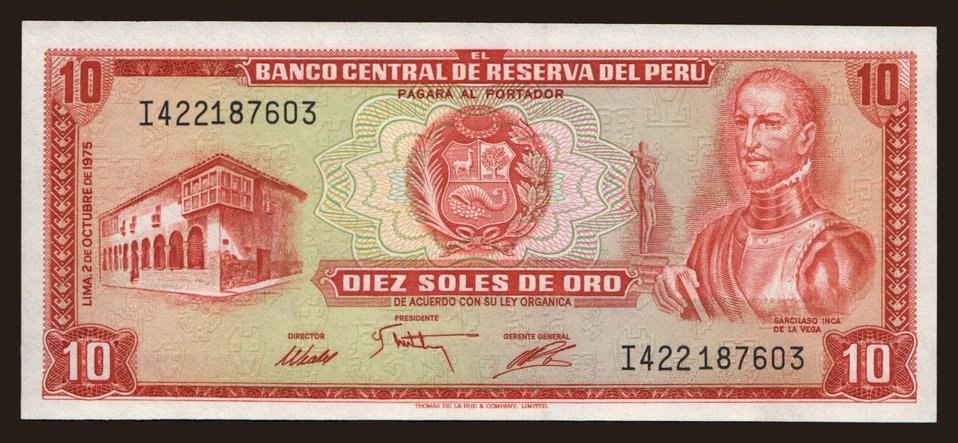 10
EL
BANCO CENTRAL DE RESERVA DEL PERÚ
10
PAGARÁ AL PORTADOR
I422187603
LIMA, 2 DE OCTUBRE DE 1975
DIEZ SOLES DE ORO
DE ACUERDO CON SU LEY ORGANICA
GARCILASO INCA
DE LA VEGA
PRESIDENTE
DIRECTOR
GERENTE GENERAL
10
I422187603
10
THOMAS DE LA RUE & COMPANY, LIMITED.